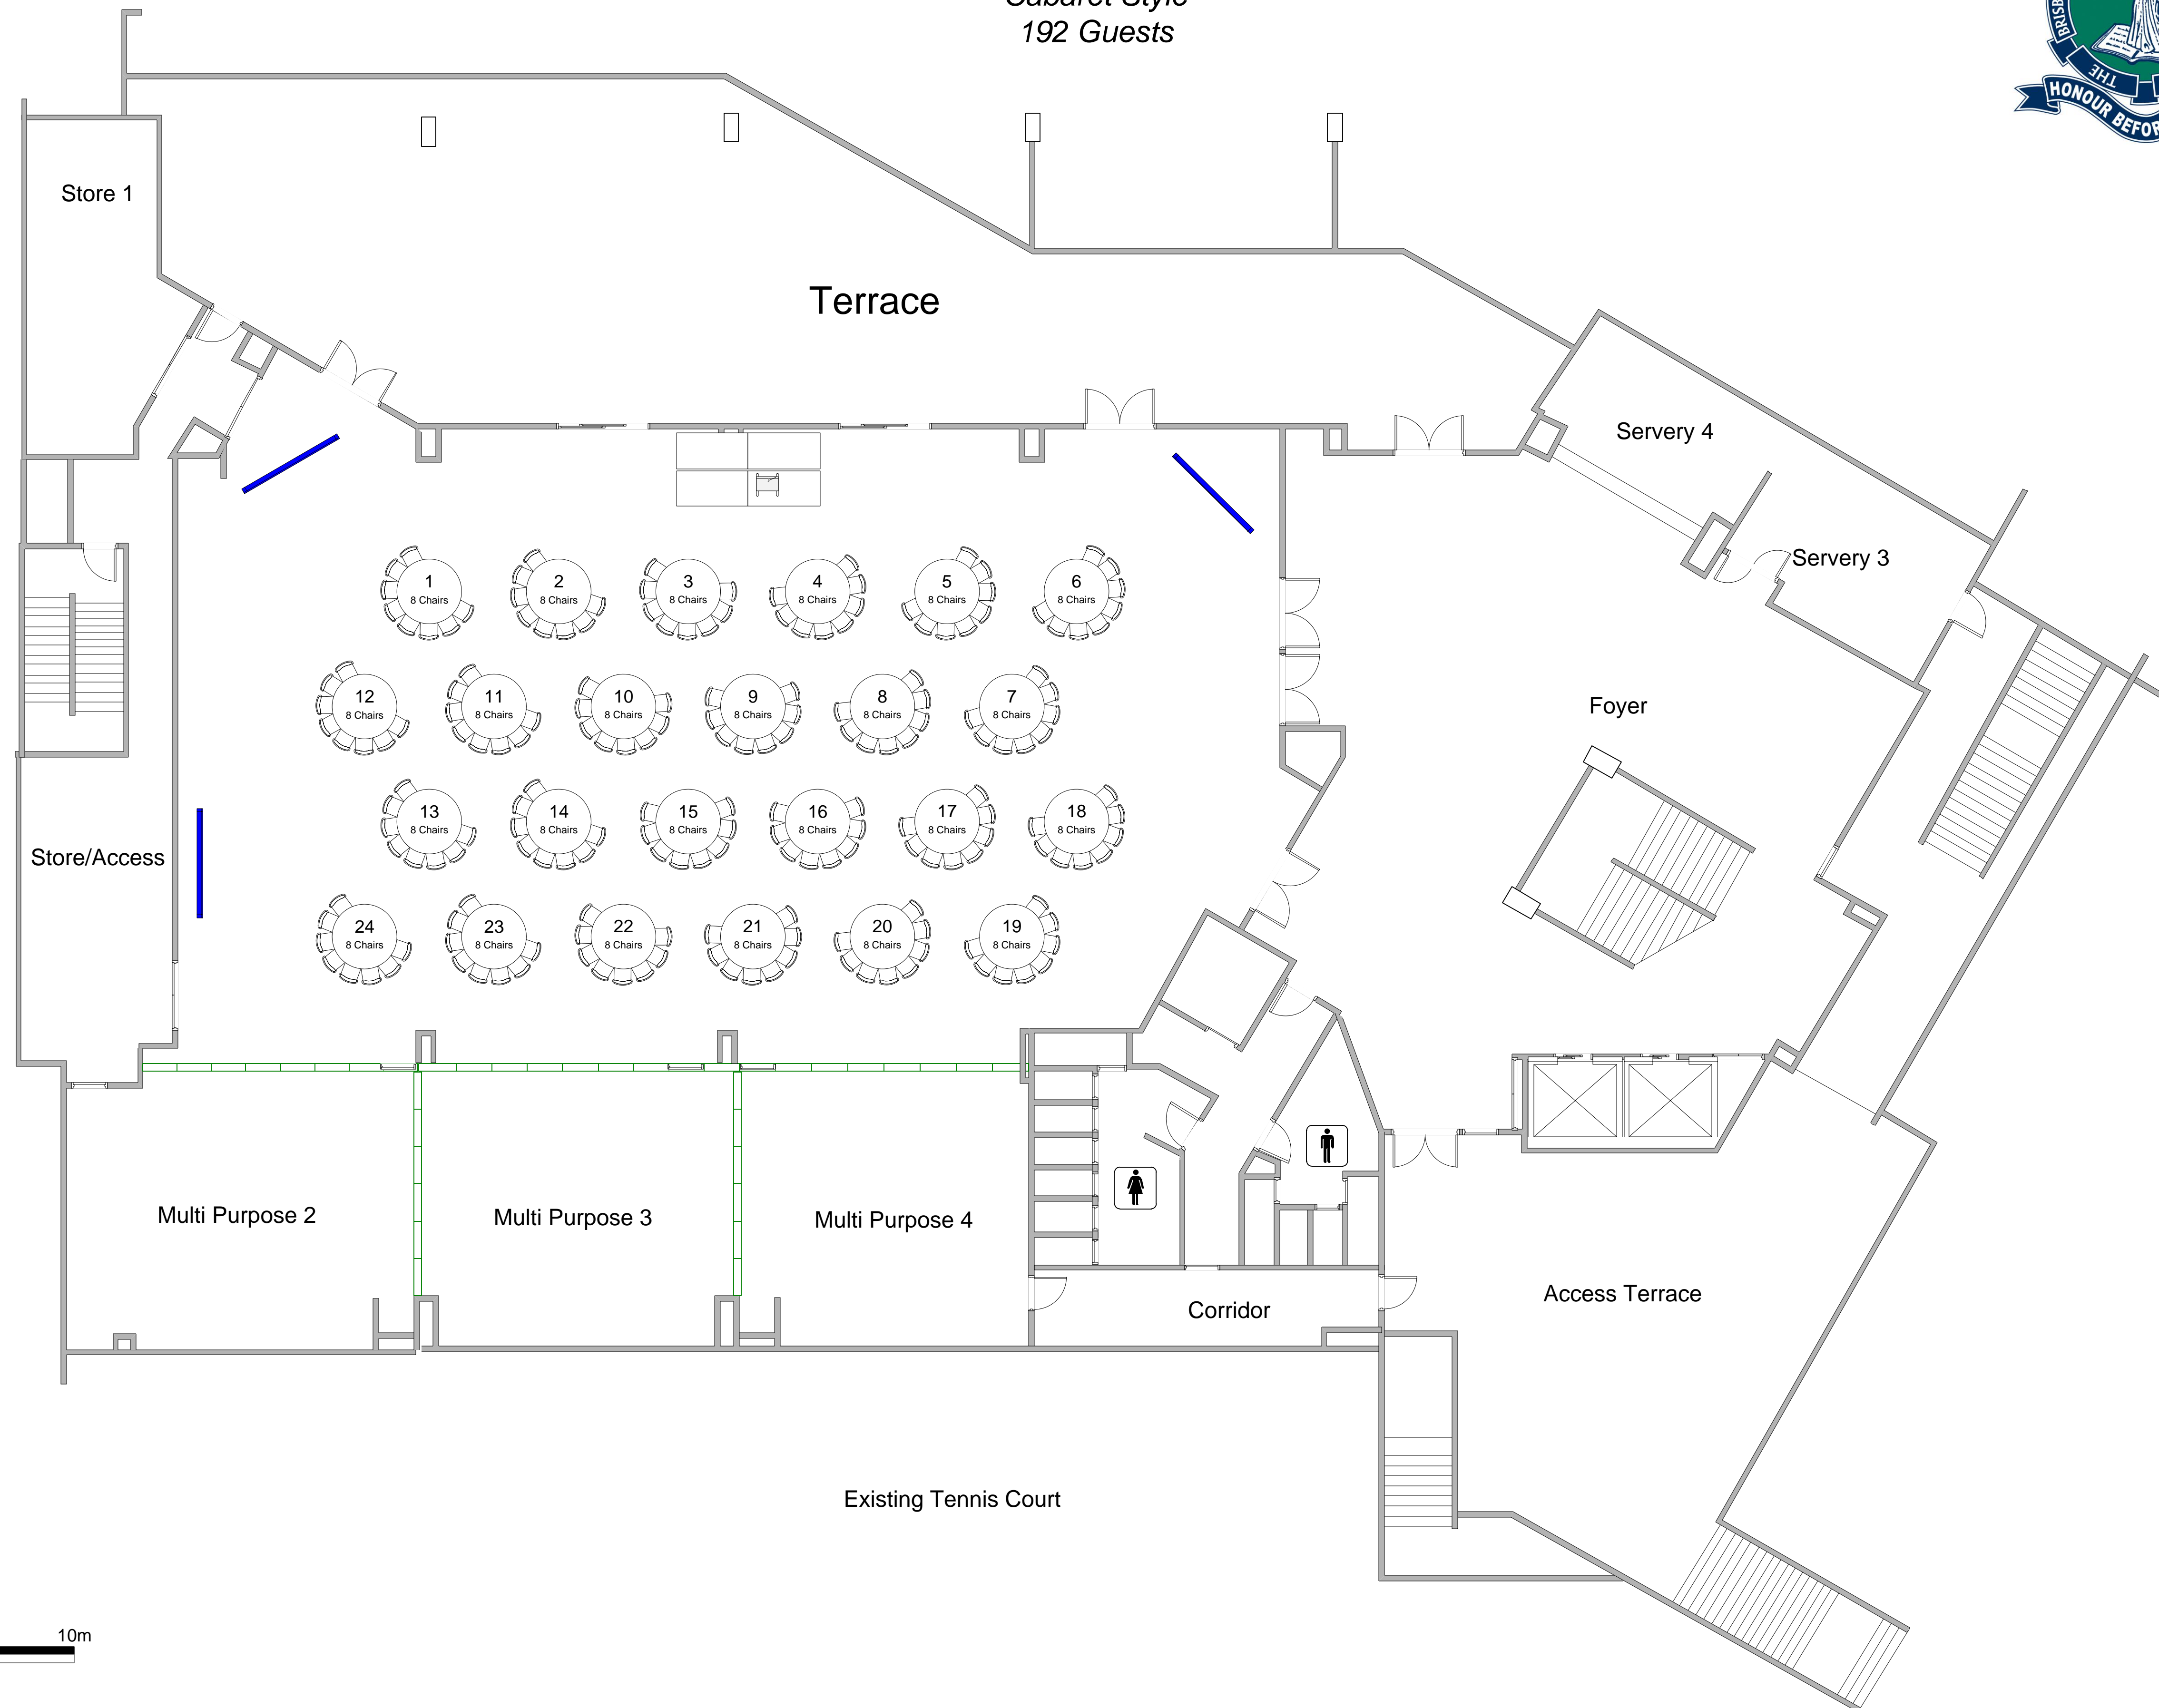 Cabaret Style
192 Guests
THE
HONOUR
Store 1
Terrace
Servery 4
Servery 3
1
8 Chairs
2
8 Chairs
3
8 Chairs
4
8 Chairs
5
8 Chairs
6
8 Chairs
12
8 Chairs
11
8 Chairs
10
8 Chairs
9
8 Chairs
8
8 Chairs
7
8 Chairs
Foyer
13
8 Chairs
14
8 Chairs
15
8 Chairs
16
8 Chairs
17
8 Chairs
18
8 Chairs
Store/Access
24
8 Chairs
23
8 Chairs
22
8 Chairs
21
8 Chairs
20
8 Chairs
19
8 Chairs
Multi Purpose 2
Multi Purpose 3
Multi Purpose 4
Corridor
Access Terrace
Existing Tennis Court
10m